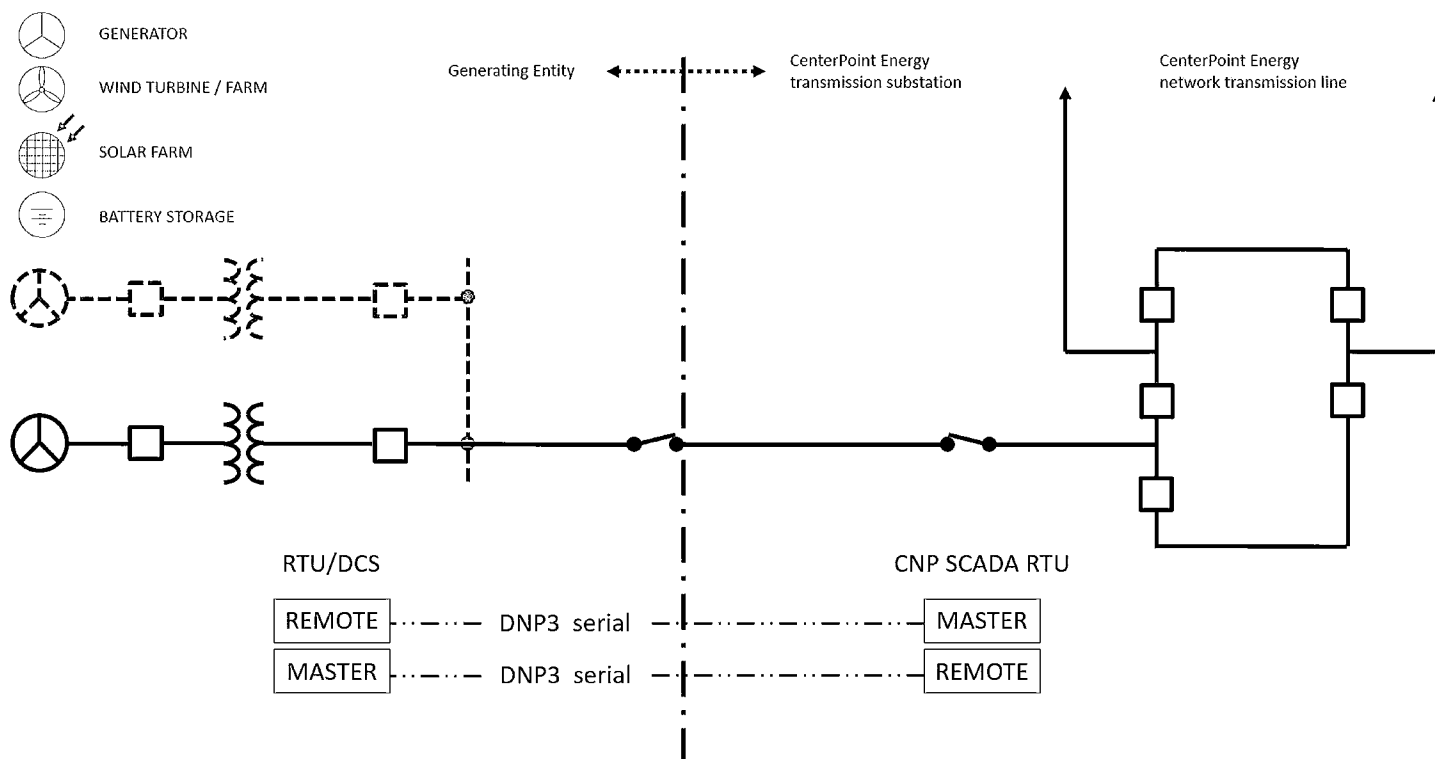 GENERATOR
WIND TURBINE / FARM
SOLAR FARM
BATTERY STORAGE
Generating Entity
CenterPoint Energy
transmission substation
CenterPoint Energy
network transmission line
RTU/DCS
CNP SCADA RTU
REMOTE
DNP3 serial
MASTER
MASTER
DNP3 serial
REMOTE